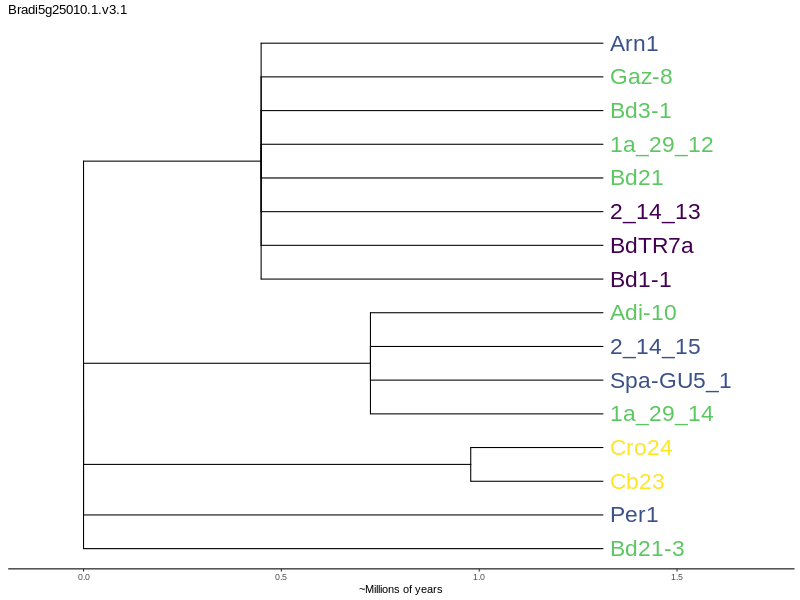 Bradi5g25010.1.v3.1
Arn1
Gaz-8
Bd3-1
1a_29_12
Bd21
2_14_13
BdTR7a
Bd1-1
Adi-10
2_14_15
Spa-GU5_1
1a_29_14
Cro24
Cb23
Per1
Bd21-3
0.0 0.5 1.0 1.5
~Millions of years